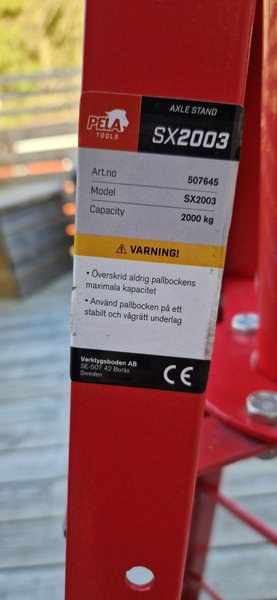 AXLE STAND
PELA
TOOLS
SX2003
Art.no 507645
Model SX2003
Capacity 2000 kg
⚠ VARNING!
• Överskrid aldrig pallbockens
maximala kapacitet
• Använd pallbocken på ett
stabilt och vågrätt underlag
Verktygsboden AB
SE-507 42 Borås
Sweden
CE